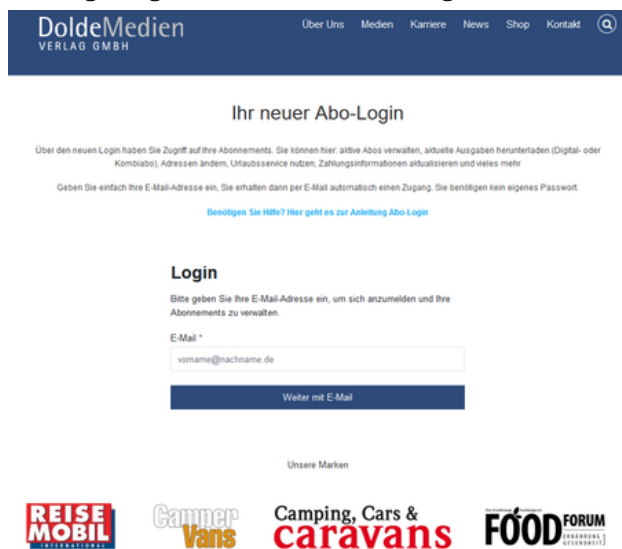 DoldeMedien
VERLAG GMBH
Über Uns Medien Karriere News Shop Kontakt
Ihr neuer Abo-Login
Über den neuen Login haben Sie Zugriff auf Ihre Abonnements. Sie können hier: aktive Abos verwalten, aktuelle Ausgaben herunterladen (Digital- oder
Kombiabo), Adressen ändern, Urlaubsservice nutzen, Zahlungsinformationen aktualisieren und vieles mehr
Geben Sie einfach Ihre E-Mail-Adresse ein, Sie erhalten dann per E-Mail automatisch einen Zugang. Sie benötigen kein eigenes Passwort.
Benötigen Sie Hilfe? Hier geht es zur Anleitung Abo-Login
Login
Bitte geben Sie Ihre E-Mail-Adresse ein, um sich anzumelden und Ihre
Abonnements zu verwalten.
E-Mail *
vorname@nachname.de
Weiter mit E-Mail
Unsere Marken
REISE
MOBIL
INTERNATIONAL
Camper
Vans
Camping, Cars &
caravans
FOOD FORUM
ERNÄHRUNG
GESUNDHEIT